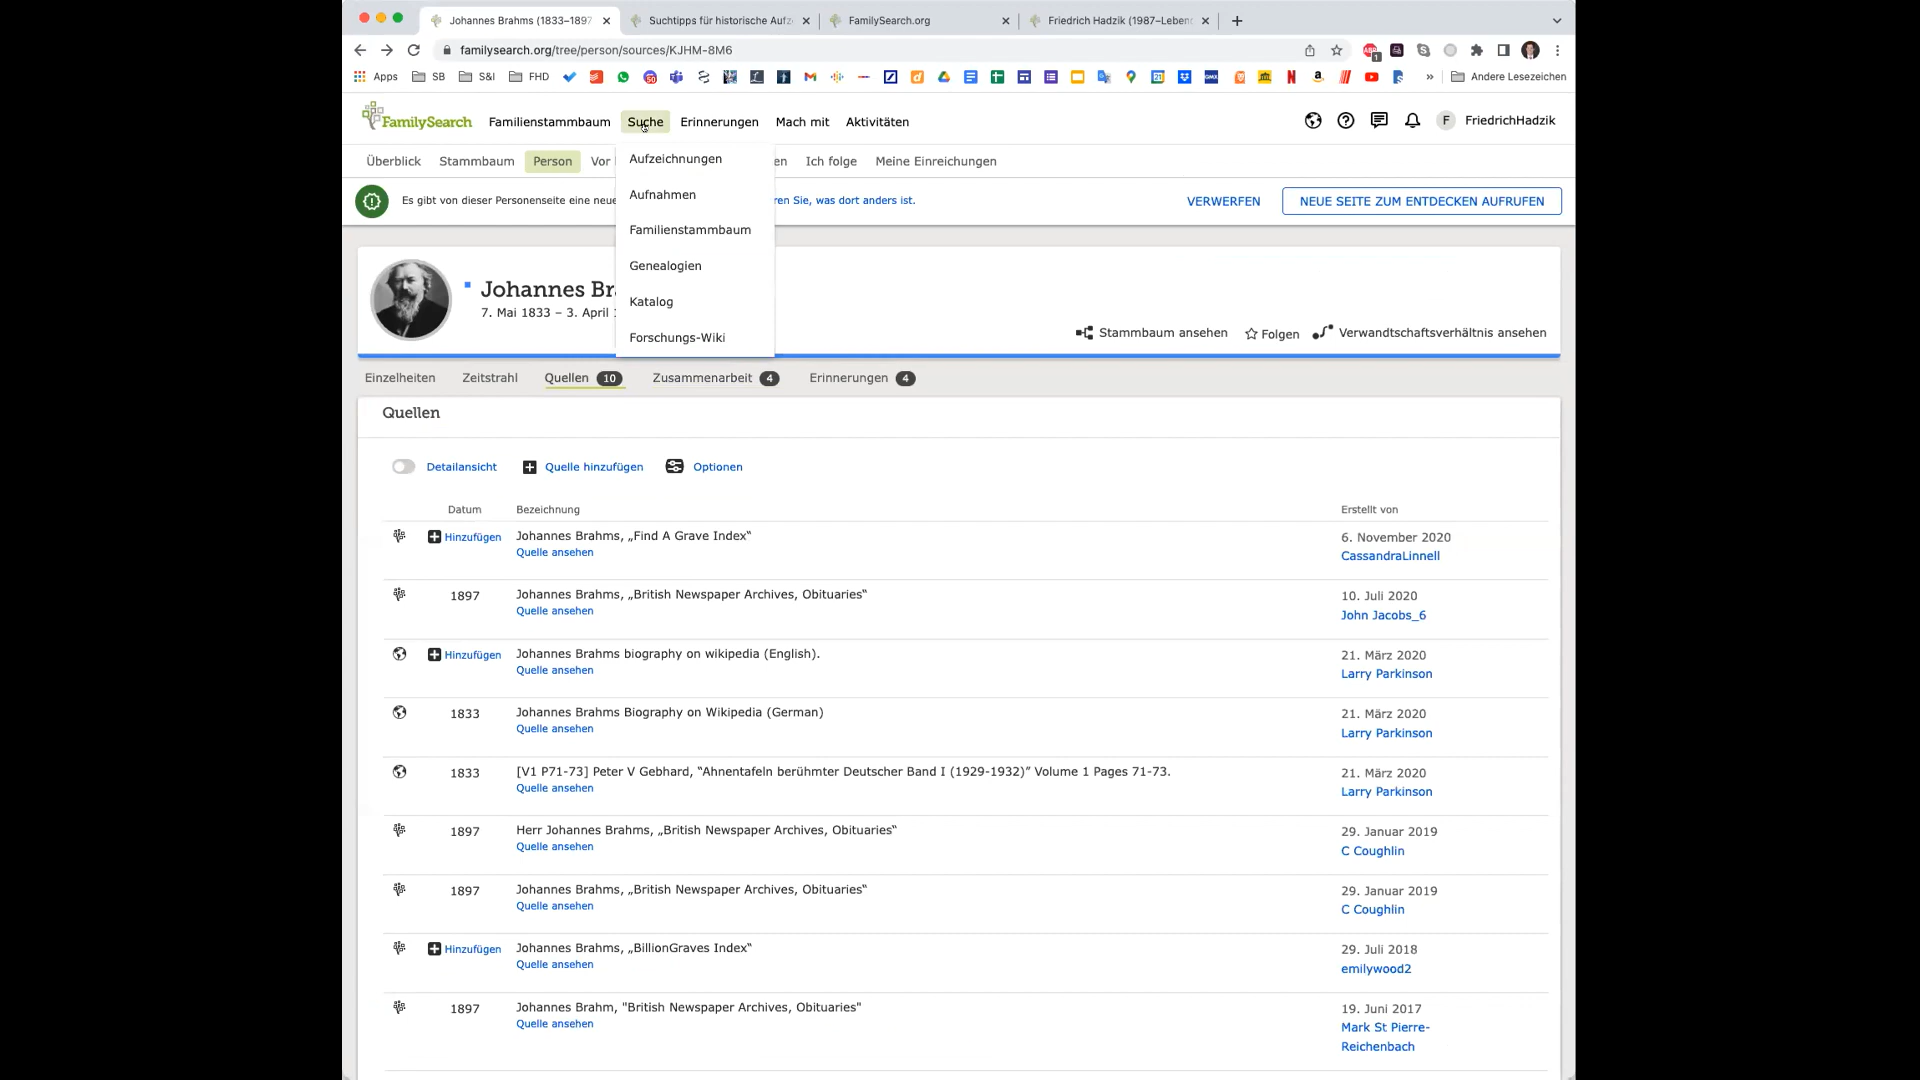 Johannes Brahms (1833–1897
Suchtipps für historische Aufz
FamilySearch.org
Friedrich Hadzik (1987–Lebend
familysearch.org/tree/person/sources/KJHM-8M6
Apps
SB
S&I
FHD
Andere Lesezeichen
FamilySearch
Familienstammbaum
Suche
Erinnerungen
Mach mit
Aktivitäten
F
FriedrichHadzik
Überblick
Stammbaum
Person
Vor
en
Ich folge
Meine Einreichungen
Aufzeichnungen
Aufnahmen
Familienstammbaum
Genealogien
Katalog
Forschungs-Wiki
Es gibt von dieser Personenseite eine neue
ren Sie, was dort anders ist.
VERWERFEN
NEUE SEITE ZUM ENTDECKEN AUFRUFEN
Johannes Br
7. Mai 1833 – 3. April
Stammbaum ansehen
Folgen
Verwandtschaftsverhältnis ansehen
Einzelheiten
Zeitstrahl
Quellen 10
Zusammenarbeit 4
Erinnerungen 4
Quellen
Detailansicht
Quelle hinzufügen
Optionen
Datum
Bezeichnung
Erstellt von
Hinzufügen
Johannes Brahms, „Find A Grave Index“
Quelle ansehen
6. November 2020
CassandraLinnell
1897
Johannes Brahms, „British Newspaper Archives, Obituaries“
Quelle ansehen
10. Juli 2020
John Jacobs_6
Hinzufügen
Johannes Brahms biography on wikipedia (English).
Quelle ansehen
21. März 2020
Larry Parkinson
1833
Johannes Brahms Biography on Wikipedia (German)
Quelle ansehen
21. März 2020
Larry Parkinson
1833
[V1 P71-73] Peter V Gebhard, “Ahnentafeln berühmter Deutscher Band I (1929-1932)” Volume 1 Pages 71-73.
Quelle ansehen
21. März 2020
Larry Parkinson
1897
Herr Johannes Brahms, „British Newspaper Archives, Obituaries“
Quelle ansehen
29. Januar 2019
C Coughlin
1897
Johannes Brahms, „British Newspaper Archives, Obituaries“
Quelle ansehen
29. Januar 2019
C Coughlin
Hinzufügen
Johannes Brahms, „BillionGraves Index“
Quelle ansehen
29. Juli 2018
emilywood2
1897
Johannes Brahm, "British Newspaper Archives, Obituaries"
Quelle ansehen
19. Juni 2017
Mark St Pierre-
Reichenbach